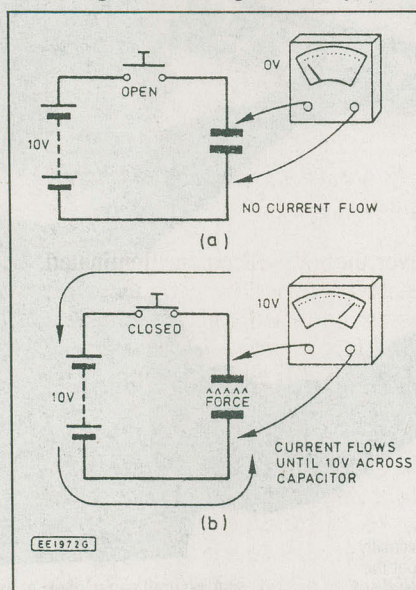 0V
OPEN
10V
NO CURRENT FLOW
(a)
10V
CLOSED
10V
FORCE
CURRENT FLOWS
UNTIL 10V ACROSS
CAPACITOR
(b)
EE1972G